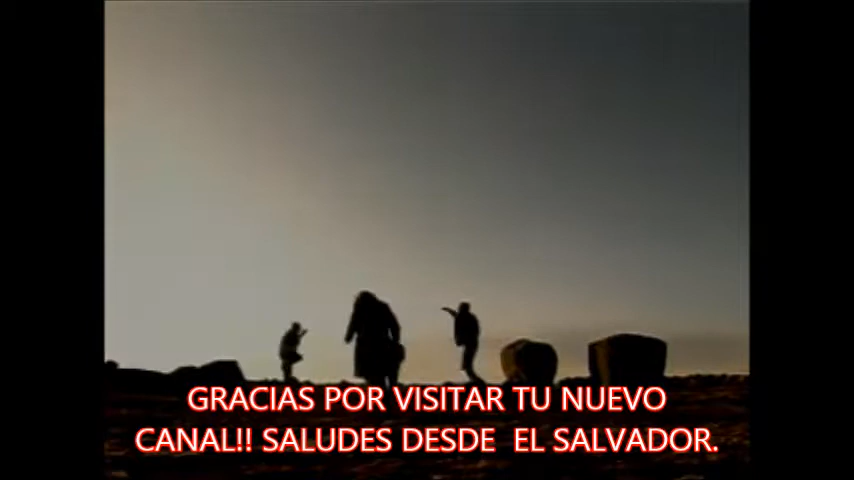 GRACIAS POR VISITAR TU NUEVO
CANAL!! SALUDES DESDE  EL SALVADOR.